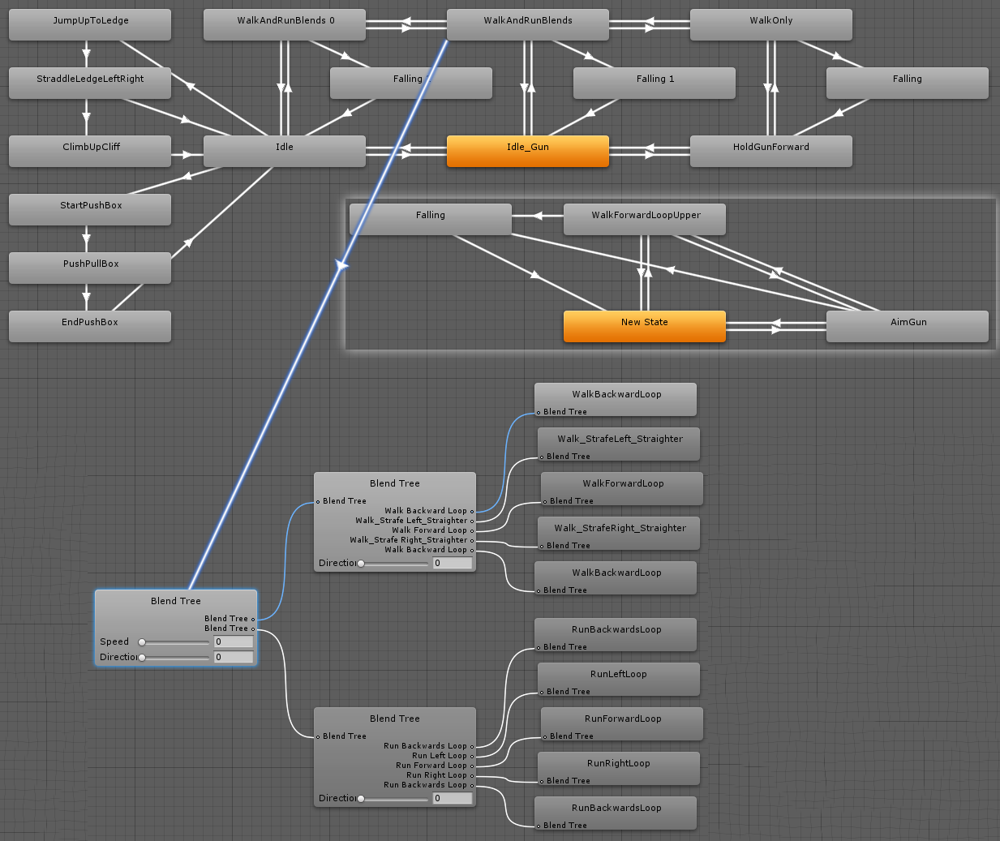 JumpUpToLedge
WalkAndRunBlends 0
WalkAndRunBlends
WalkOnly
StraddleLedgeLeftRight
Falling
Falling 1
Falling
ClimbUpCliff
Idle
Idle_Gun
HoldGunForward
StartPushBox
Falling
WalkForwardLoopUpper
PushPullBox
EndPushBox
New State
AimGun
WalkBackwardLoop
Blend Tree
Walk_StrafeLeft_Straighter
Blend Tree
WalkForwardLoop
Blend Tree
Walk_StrafeRight_Straighter
Blend Tree
WalkBackwardLoop
Blend Tree
Blend Tree
Blend Tree
Walk Backward Loop
Walk_Strafe Left_Straighter
Walk Forward Loop
Walk_Strafe Right_Straighter
Walk Backward Loop
Direction 0
Blend Tree
Blend Tree
Blend Tree
Speed 0
Direction 0
RunBackwardsLoop
Blend Tree
RunLeftLoop
Blend Tree
RunForwardLoop
Blend Tree
RunRightLoop
Blend Tree
RunBackwardsLoop
Blend Tree
Blend Tree
Blend Tree
Run Backwards Loop
Run Left Loop
Run Forward Loop
Run Right Loop
Run Backwards Loop
Direction 0